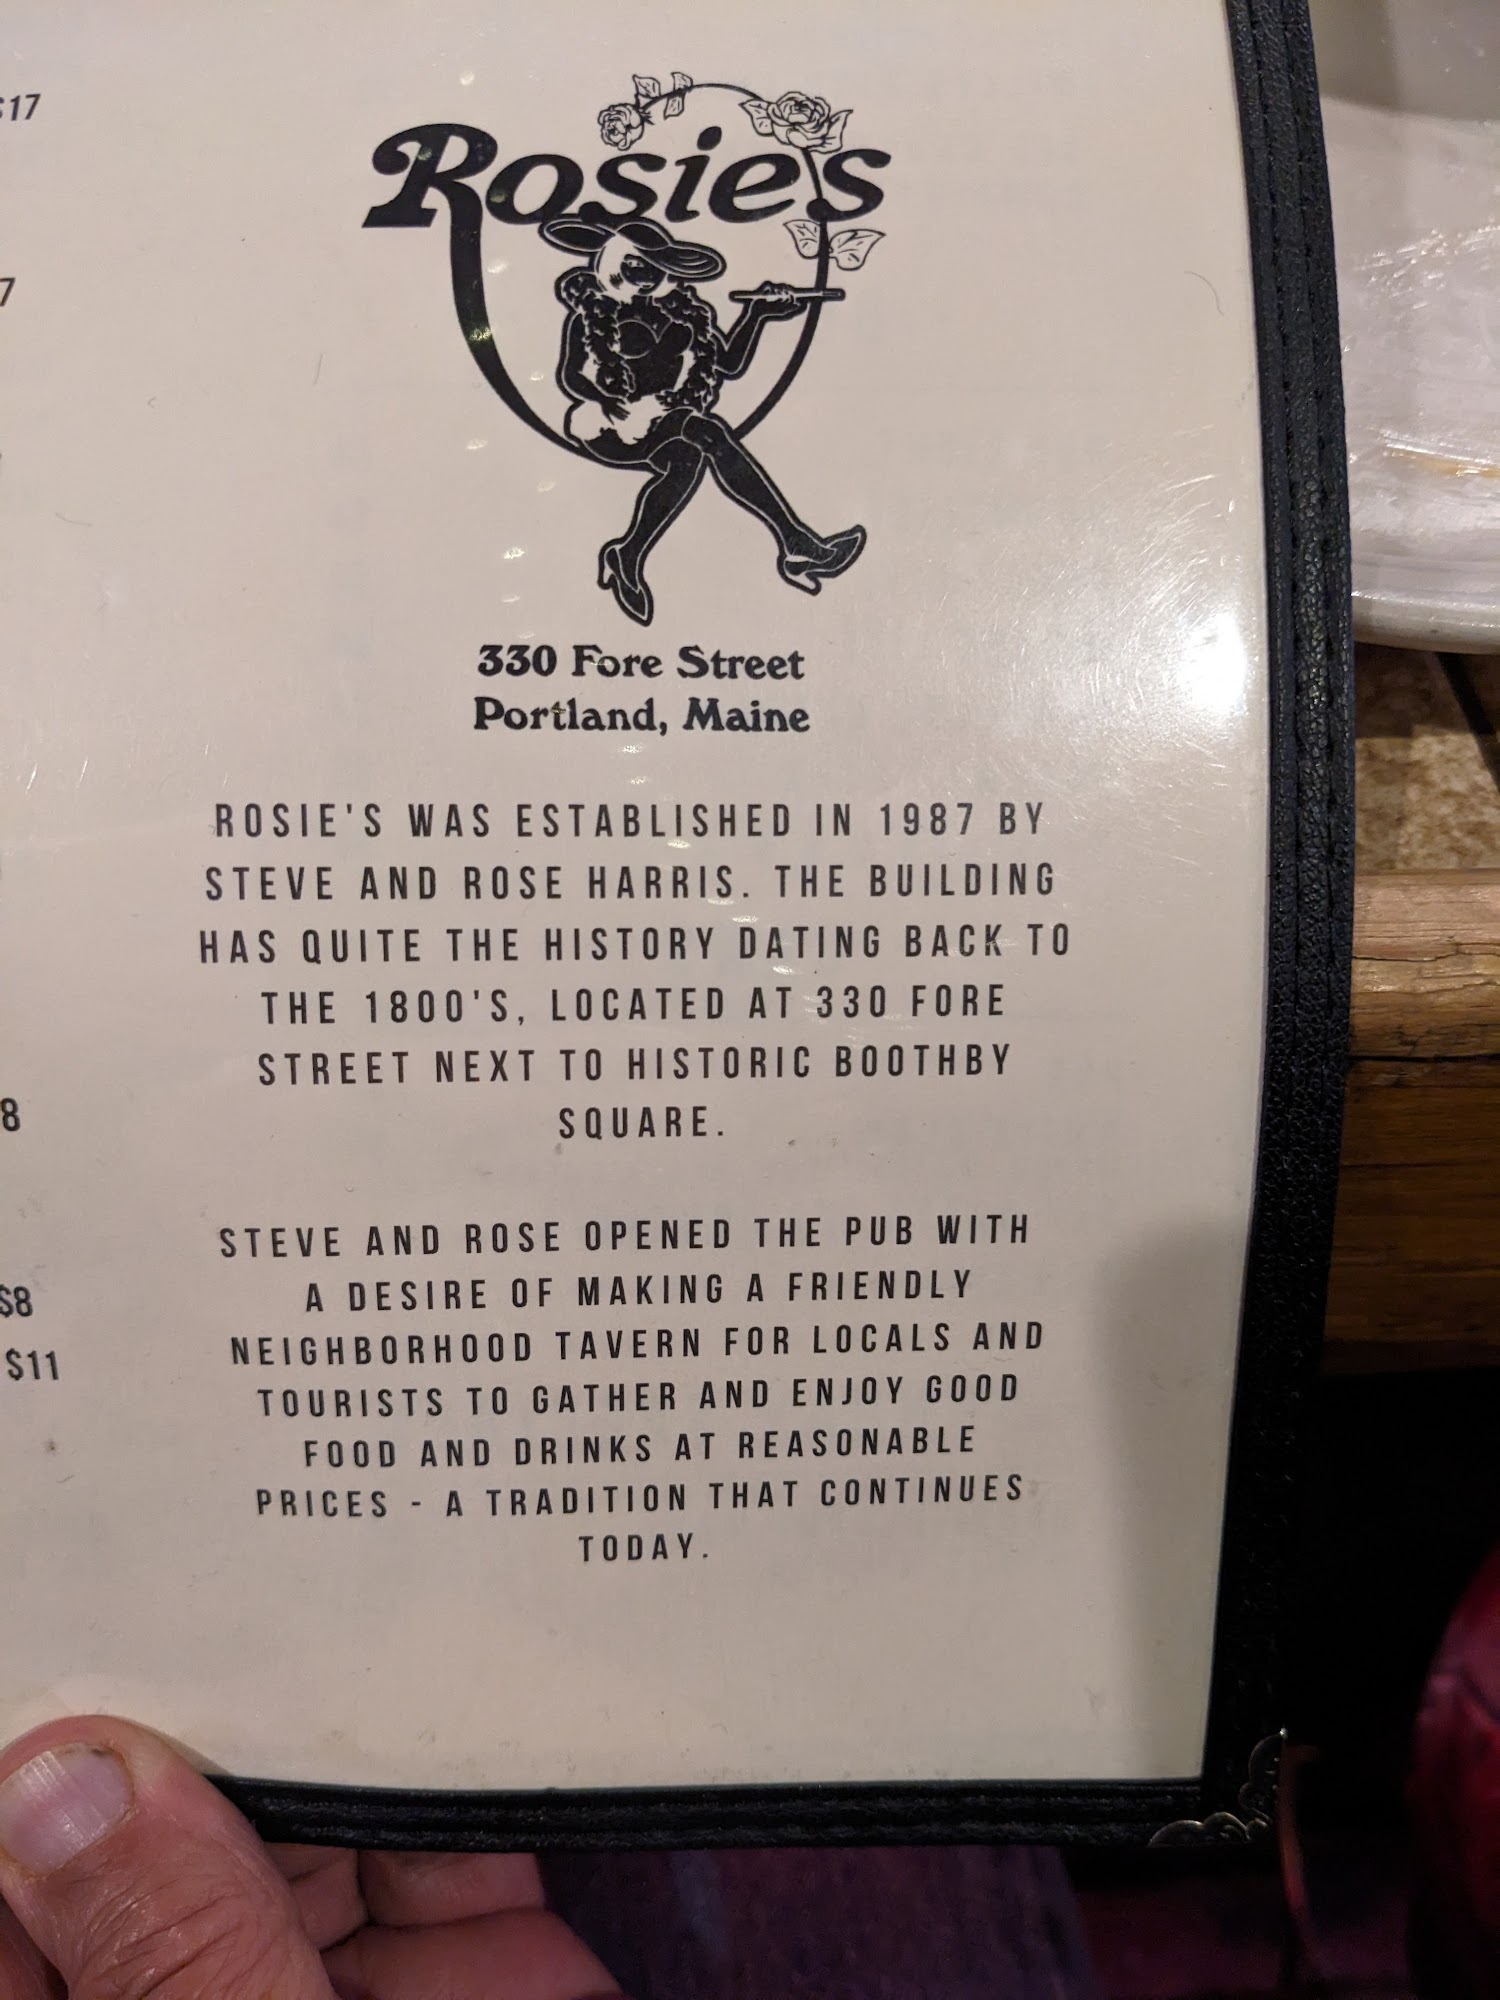 $17
7
Rosie's
330 Fore Street
Portland, Maine
ROSIE'S WAS ESTABLISHED IN 1987 BY
STEVE AND ROSE HARRIS. THE BUILDING
HAS QUITE THE HISTORY DATING BACK TO
THE 1800'S, LOCATED AT 330 FORE
STREET NEXT TO HISTORIC BOOTHBY
SQUARE.
8
STEVE AND ROSE OPENED THE PUB WITH
A DESIRE OF MAKING A FRIENDLY
$8
NEIGHBORHOOD TAVERN FOR LOCALS AND
$11
TOURISTS TO GATHER AND ENJOY GOOD
FOOD AND DRINKS AT REASONABLE
PRICES - A TRADITION THAT CONTINUES
TODAY.